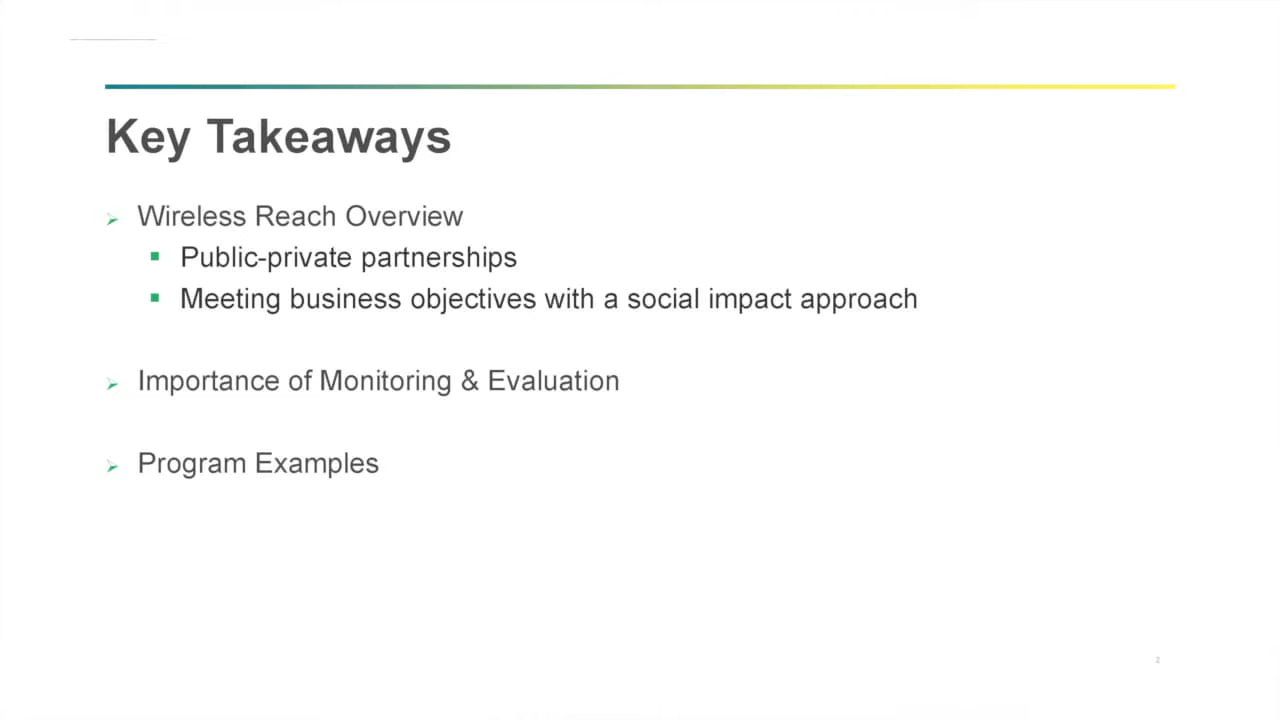 Key Takeaways
Wireless Reach Overview
Public-private partnerships
Meeting business objectives with a social impact approach
Importance of Monitoring & Evaluation
Program Examples
2